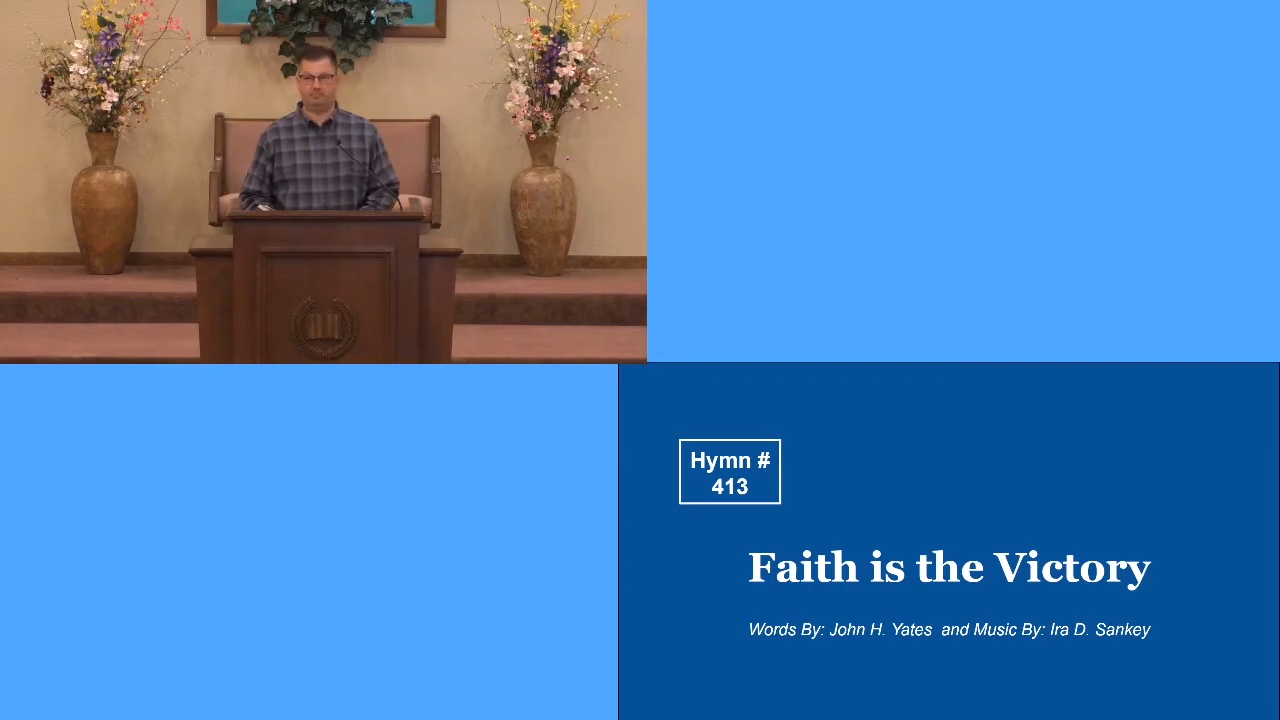 Hymn #
413
Faith is the Victory
Words By: John H. Yates and Music By: Ira D. Sankey